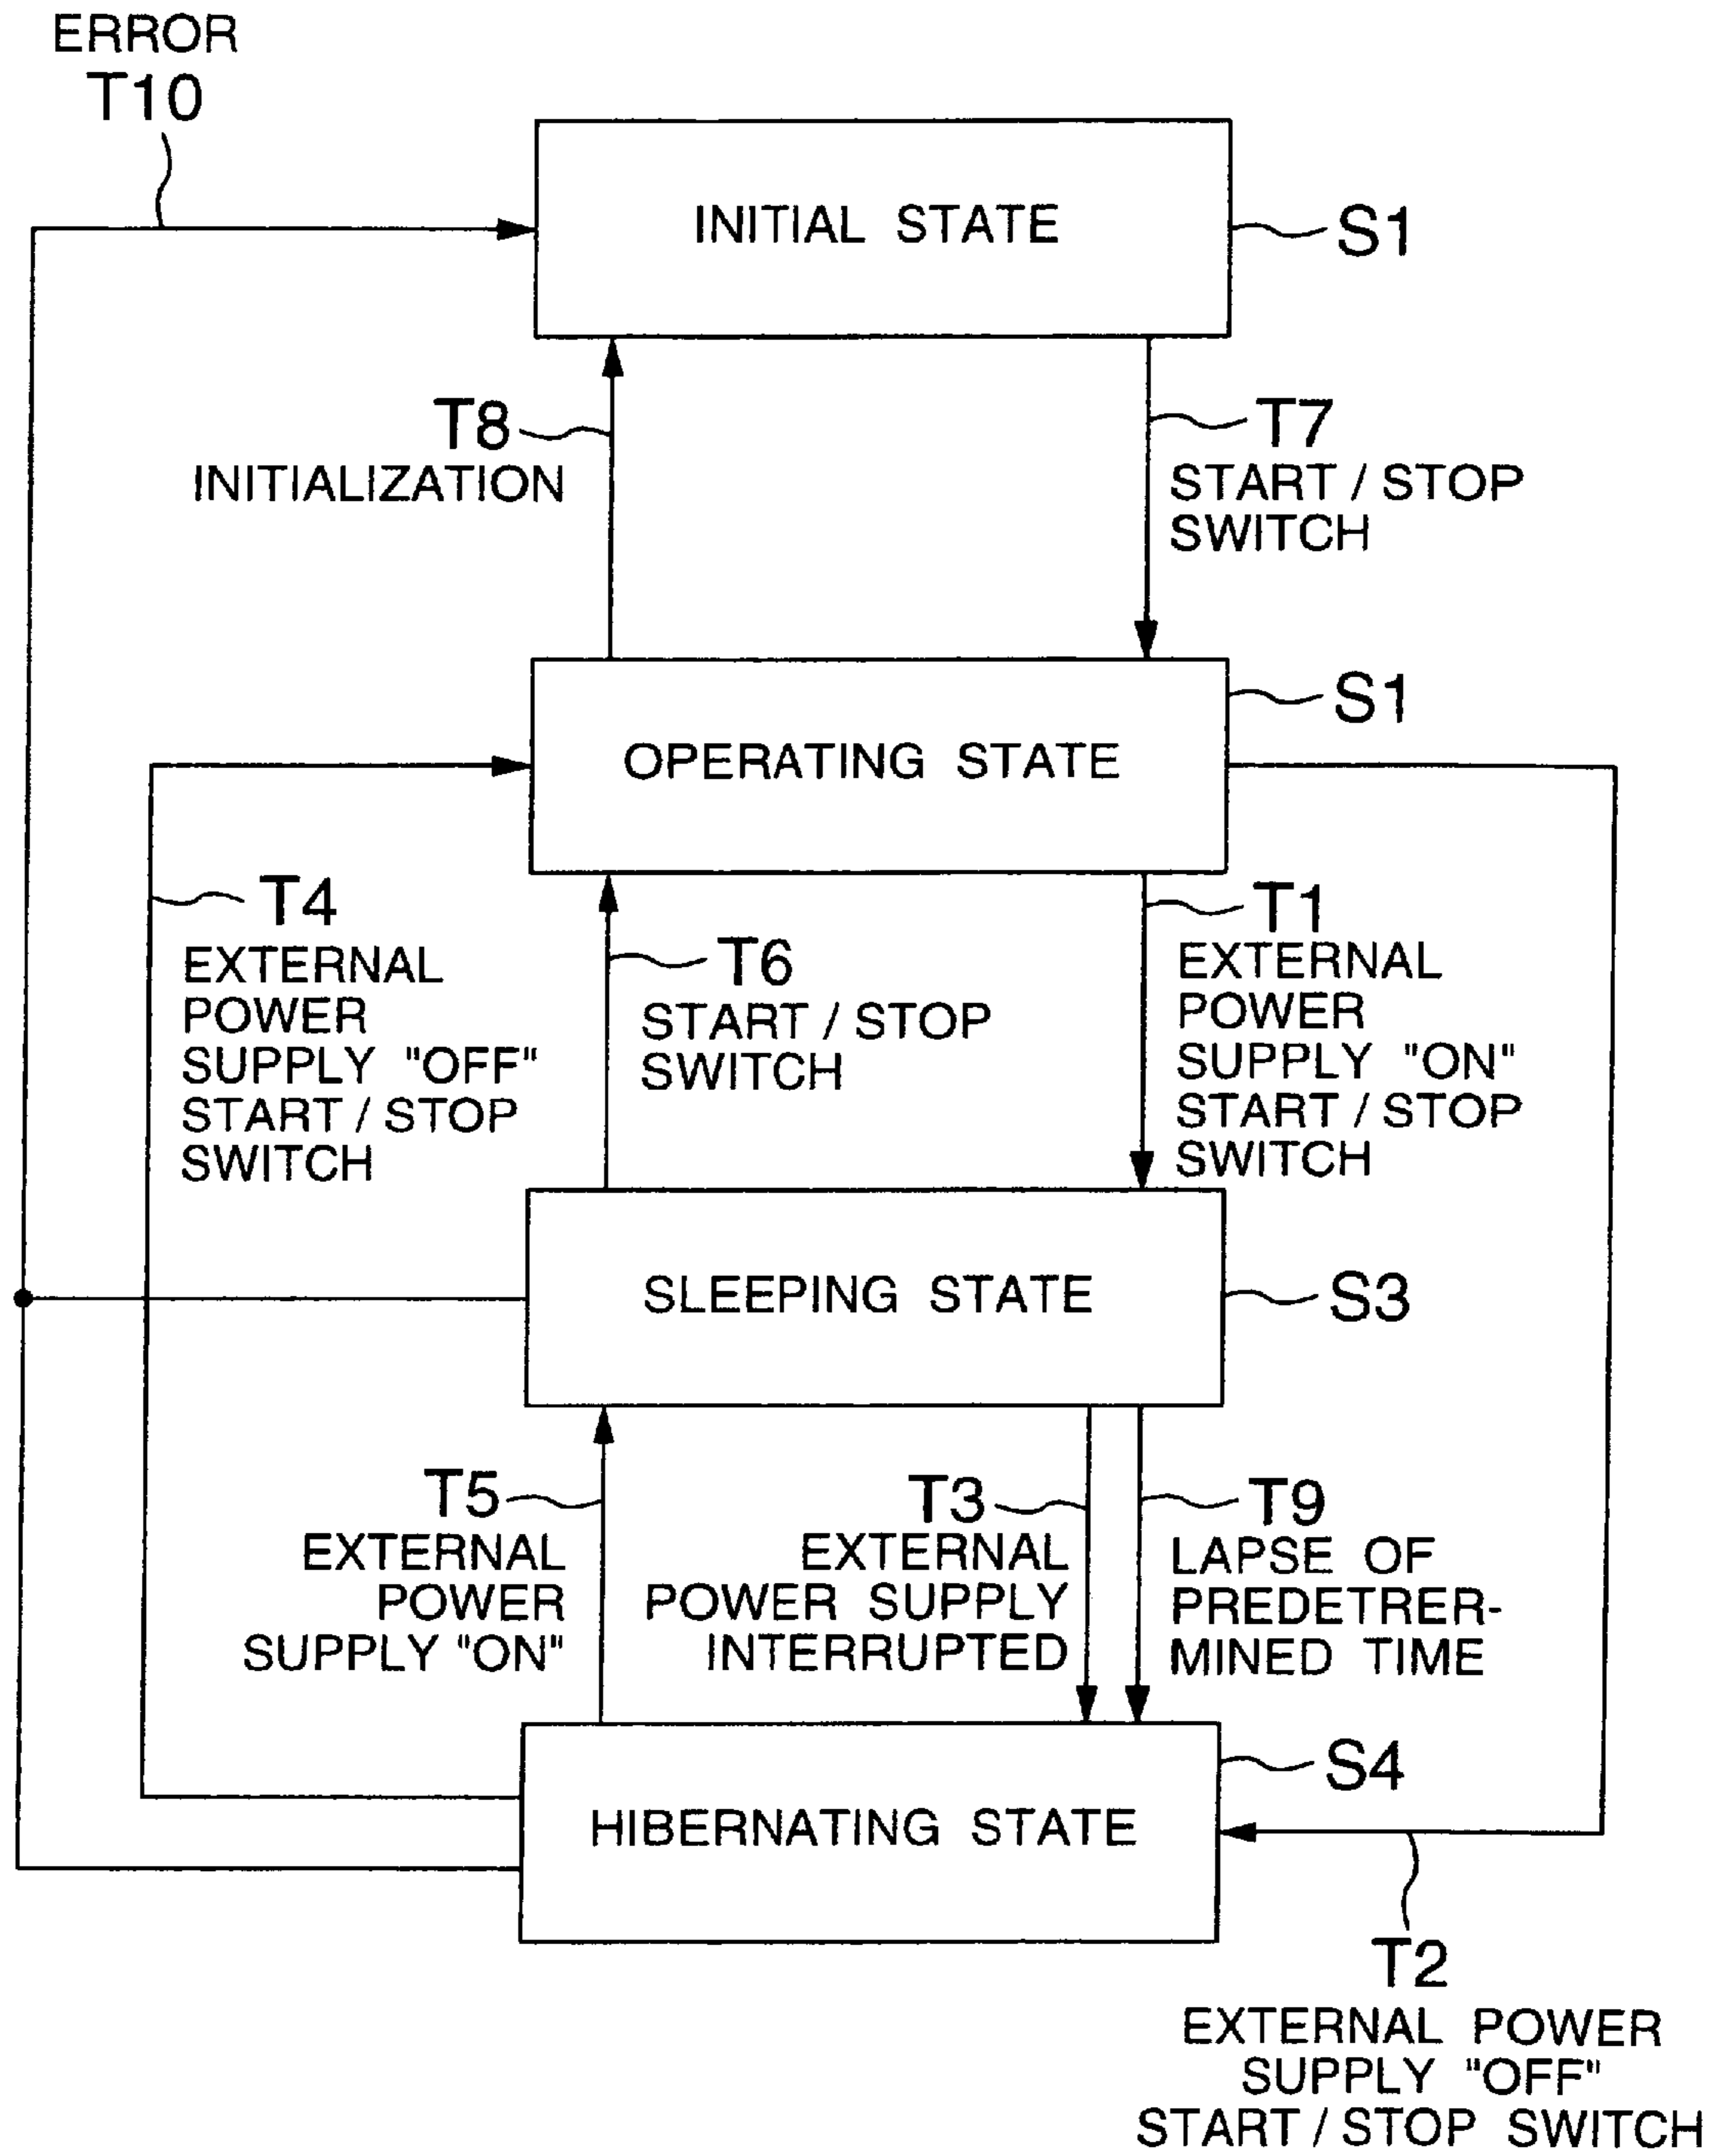 ERROR
T10
INITIAL STATE
S1
T8
INITIALIZATION
T7
START / STOP
SWITCH
S1
OPERATING STATE
T4
EXTERNAL
POWER
SUPPLY "OFF"
START / STOP
SWITCH
T6
START / STOP
SWITCH
T1
EXTERNAL
POWER
SUPPLY "ON"
START / STOP
SWITCH
SLEEPING STATE
S3
T5
EXTERNAL
POWER
SUPPLY "ON"
T3
EXTERNAL
POWER SUPPLY
INTERRUPTED
T9
LAPSE OF
PREDETRER-
MINED TIME
S4
HIBERNATING STATE
T2
EXTERNAL POWER
SUPPLY "OFF"
START / STOP SWITCH